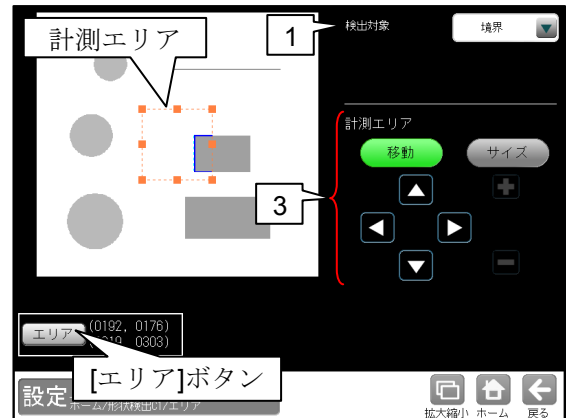 計測エリア
1
検出対象
境界
計測エリア
移動
サイズ
3
エリア
(0192, 0176)
0303)
[エリア]ボタン
設定
ホーム/形状検出C1/エリア
拡大縮小
ホーム
戻る